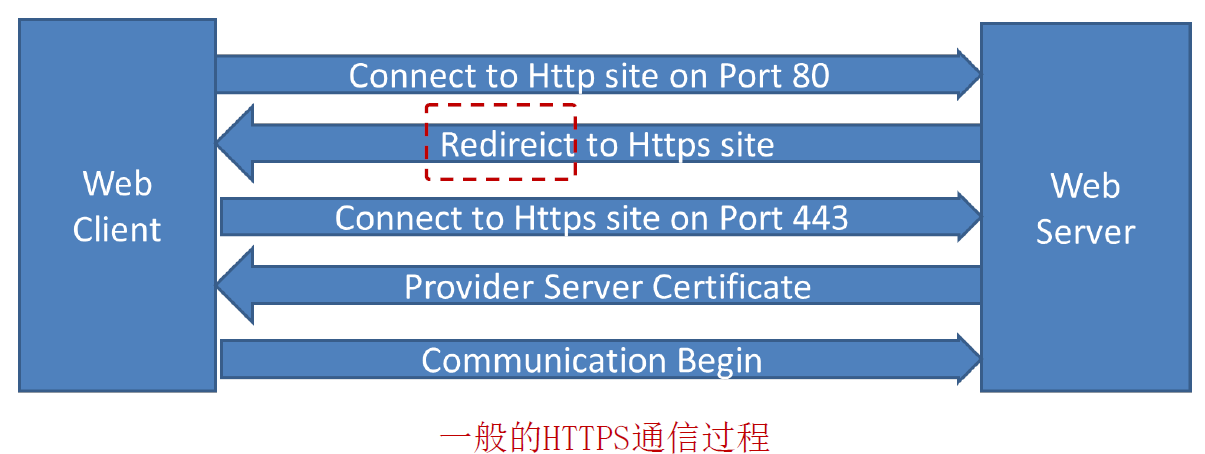 Web
Client
Connect to Http site on Port 80
Redireict to Https site
Connect to Https site on Port 443
Provider Server Certificate
Communication Begin
Web
Server
一般的HTTPS通信过程